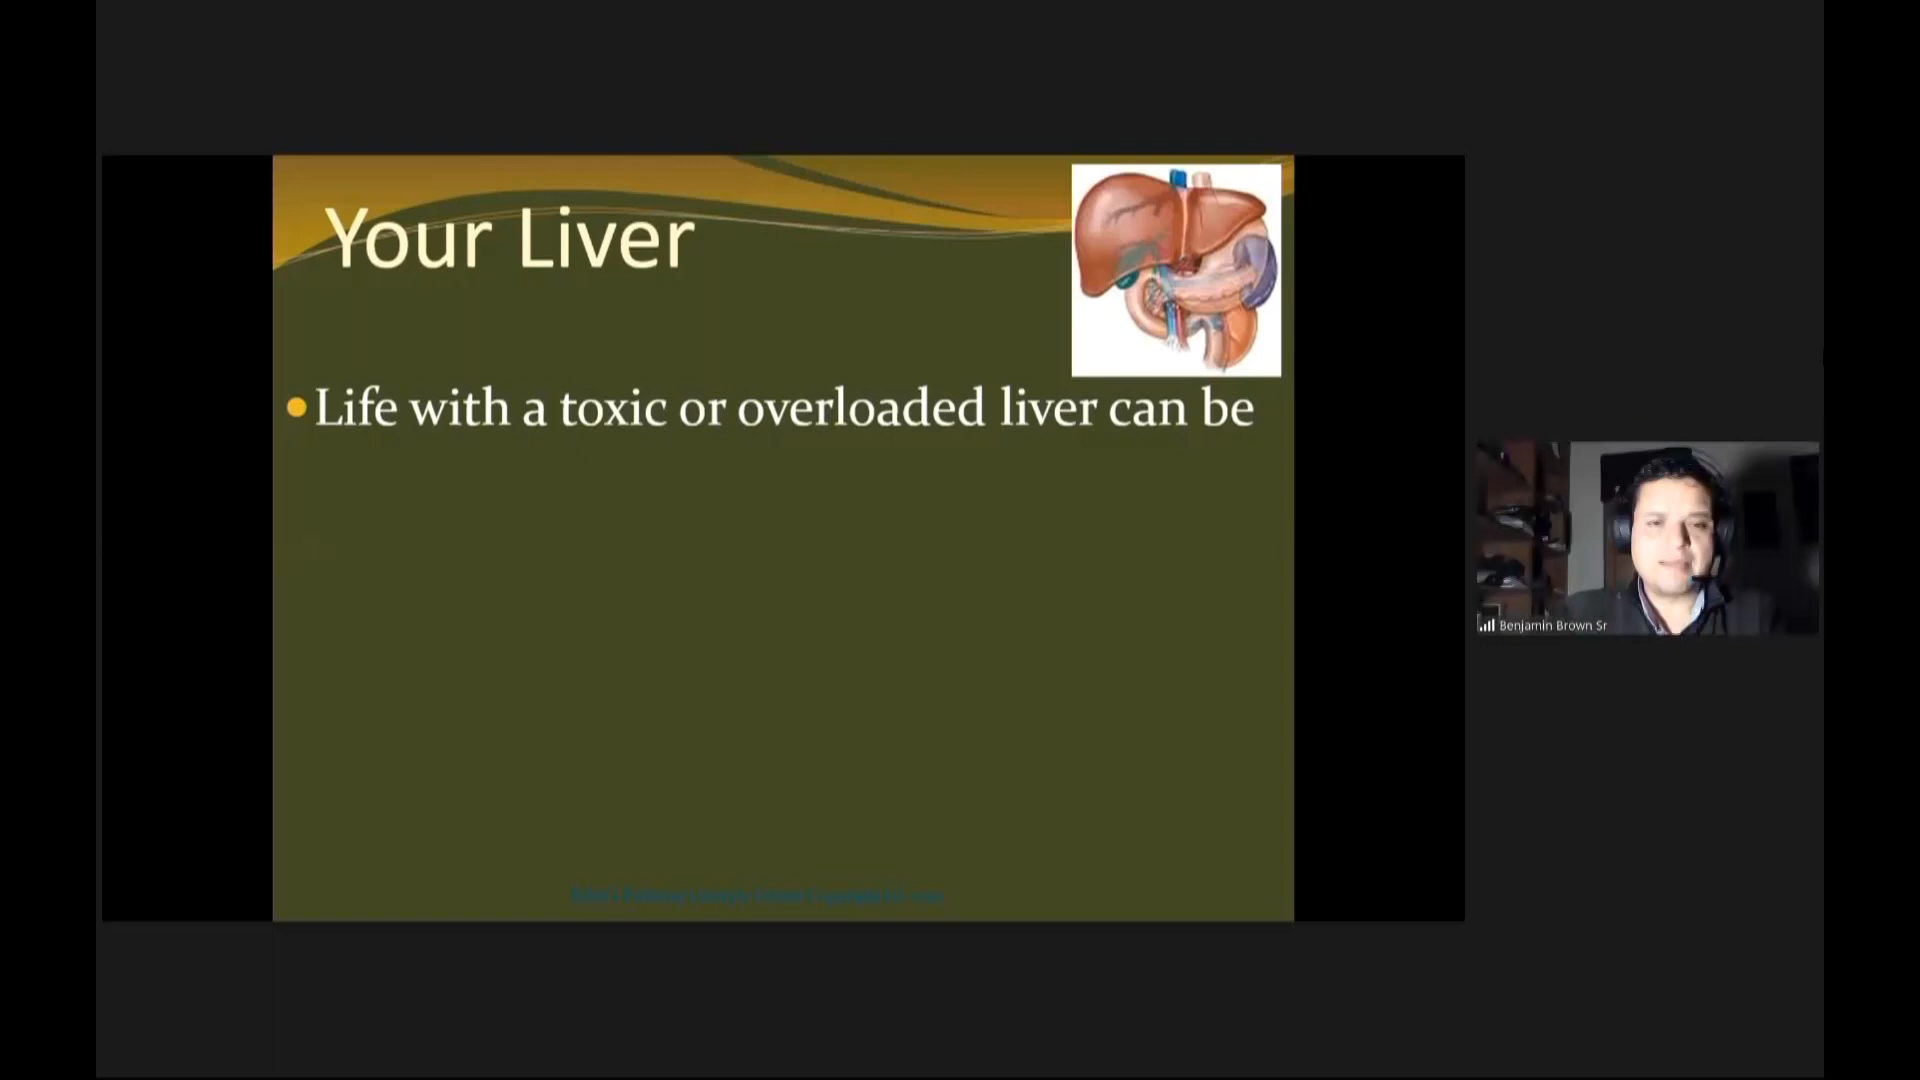 Your Liver
Life with a toxic or overloaded liver can be
Benjamin Brown Sr